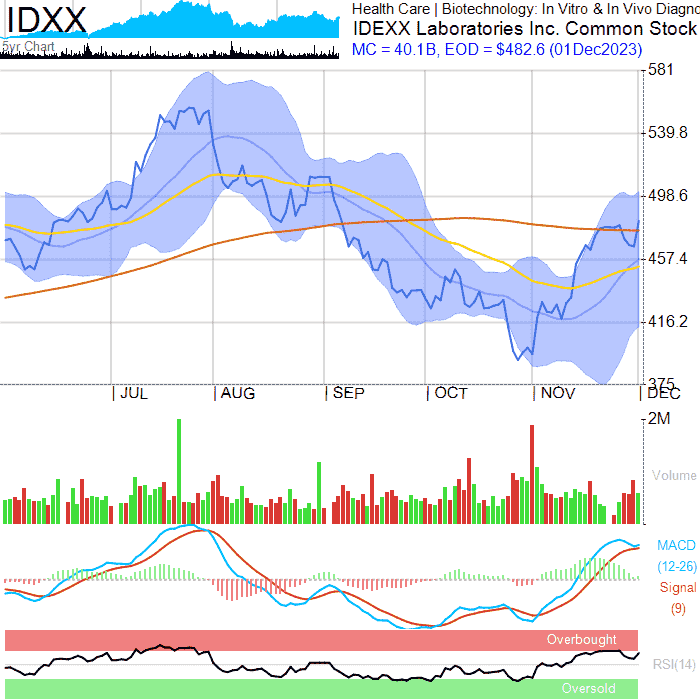 IDXX
5yr Chart
Health Care | Biotechnology: In Vitro & In Vivo Diagno
IDEXX Laboratories Inc. Common Stock
MC = 40.1B, EOD = $482.6 (01Dec2023)
581
539.8
498.6
457.4
416.2
375
| JUL | AUG | SEP | OCT | NOV | DEC
2M
Volume
MACD
(12-26)
Signal
(9)
Overbought
RSI(14)
Oversold